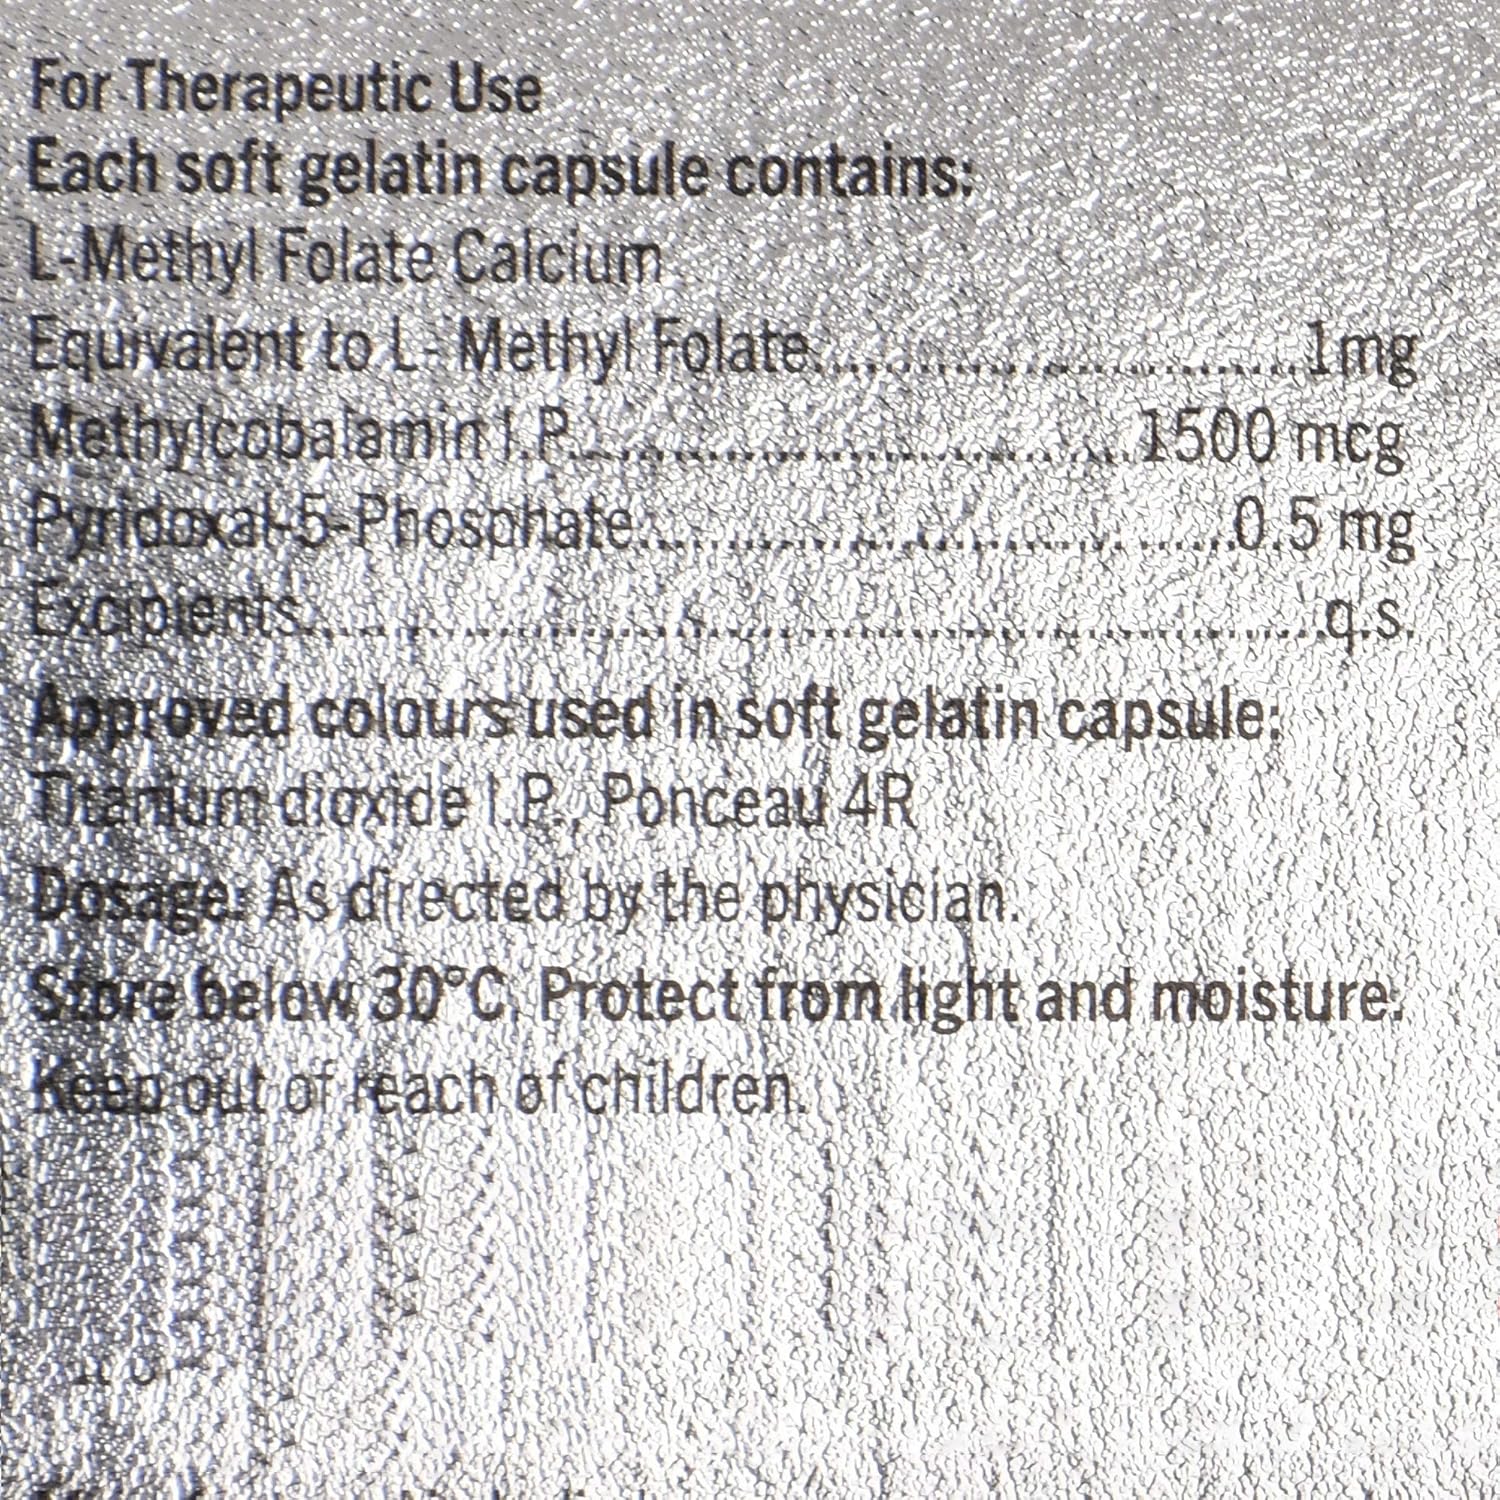 For Therapeutic Use
Each soft gelatin capsule contains:
L-Methyl Folate Calcium
Equivalent to L- Methyl Folate..............................1mg
Methylcobalamin I.P....................................1500 mcg
Pyridoxal-5-Phosphate....................................0.5 mg
Excipients..............................................................q.s.
Approved colours used in soft gelatin capsule:
Titanium dioxide I.P., Ponceau 4R
Dosage: As directed by the physician.
Store below 30°C. Protect from light and moisture.
Keep out of reach of children.